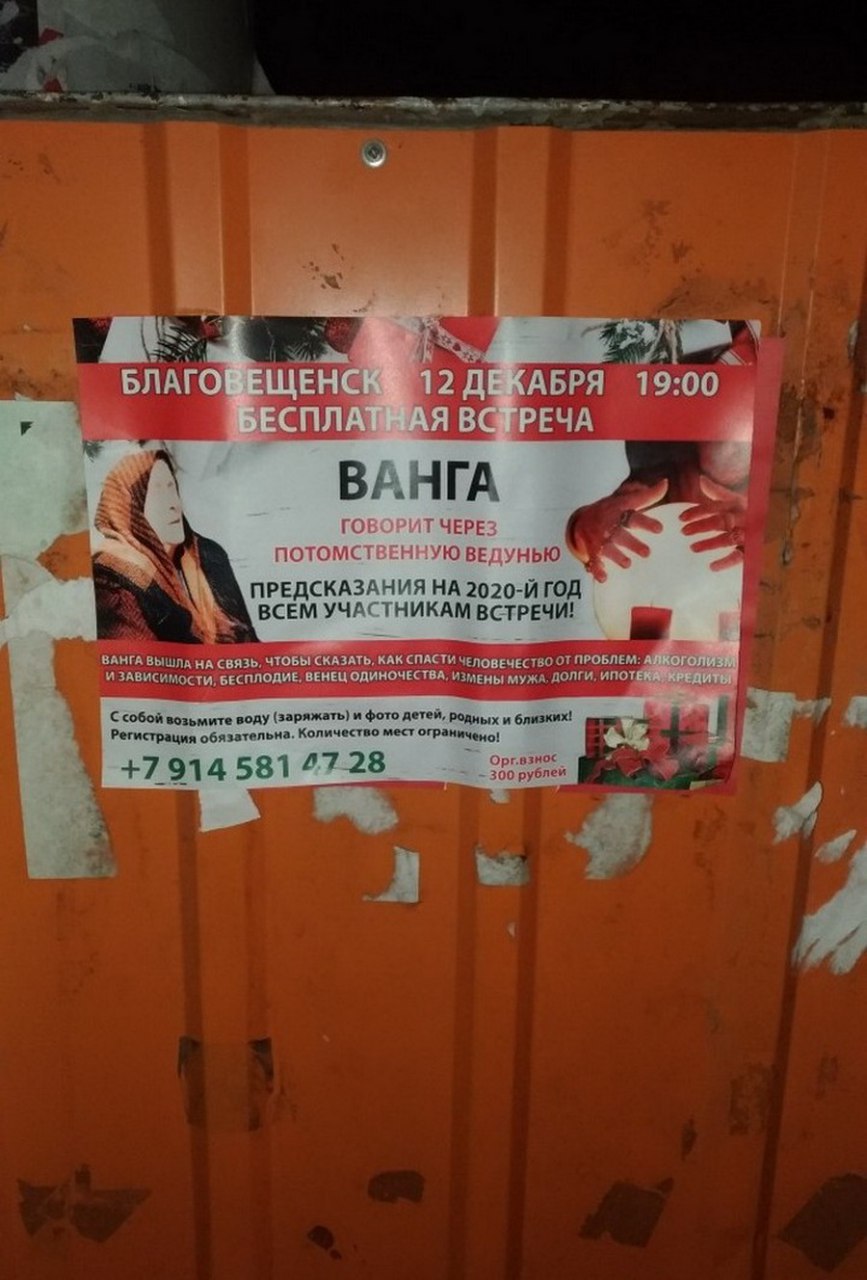 БЛАГОВЕЩЕНСК 12 ДЕКАБРЯ 19:00
БЕСПЛАТНАЯ ВСТРЕЧА
ВАНГА
ГОВОРИТ ЧЕРЕЗ
ПОТОМСТВЕННУЮ ВЕДУНЬЮ
ПРЕДСКАЗАНИЯ НА 2020-Й ГОД
ВСЕМ УЧАСТНИКАМ ВСТРЕЧИ!
ВАНГА ВЫШЛА НА СВЯЗЬ, ЧТОБЫ СКАЗАТЬ, КАК СПАСТИ ЧЕЛОВЕЧЕСТВО ОТ ПРОБЛЕМ: АЛКОГОЛИЗМ
И ЗАВИСИМОСТИ, БЕСПЛОДИЕ, ВЕНЕЦ ОДИНОЧЕСТВА, ИЗМЕНЫ МУЖА, ДОЛГИ, ИПОТЕКА, КРЕДИТЫ
С собой возьмите воду (заряжать) и фото детей, родных и близких!
Регистрация обязательна. Количество мест ограничено!
+7 914 581 47 28
Орг.взнос
300 рублей